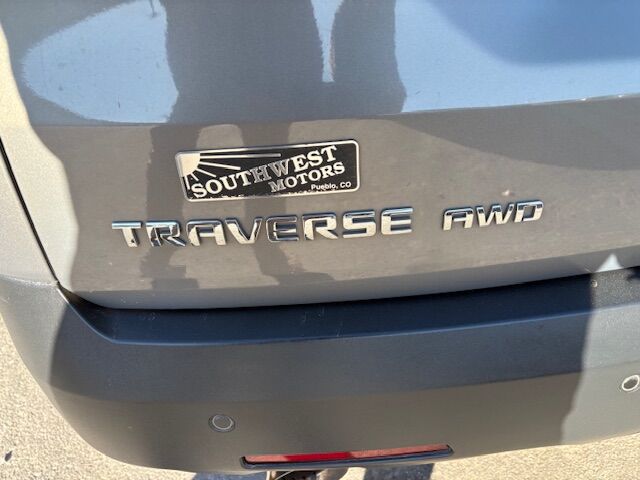 SOUTHWEST
MOTORS
Pueblo, CO
TRAVERSE AWD